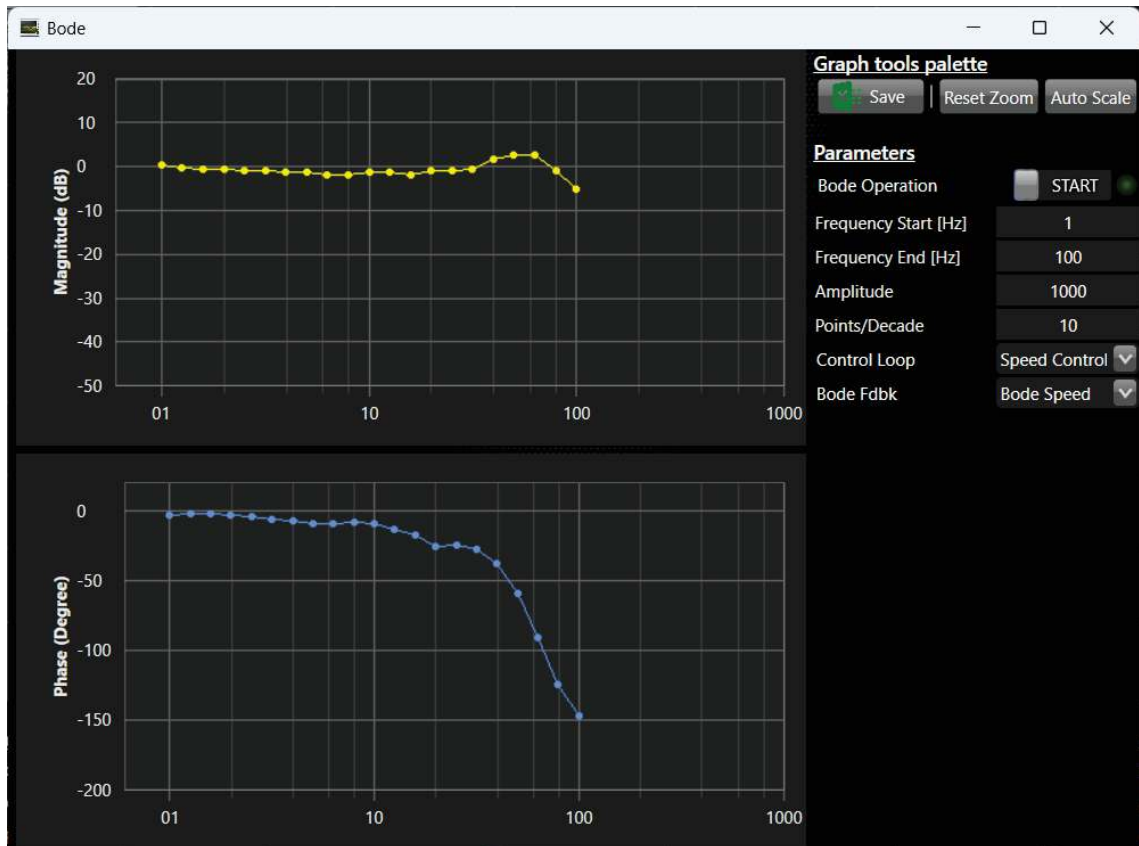 Bode
20
10
0
-10
-20
-30
-40
-50
Magnitude (dB)
01 10 100 1000
0
-50
-100
-150
-200
Phase (Degree)
01 10 100 1000
Graph tools palette
Save | Reset Zoom Auto Scale
Parameters
Bode Operation START
Frequency Start [Hz] 1
Frequency End [Hz] 100
Amplitude 1000
Points/Decade 10
Control Loop Speed Control
Bode Fdbk Bode Speed